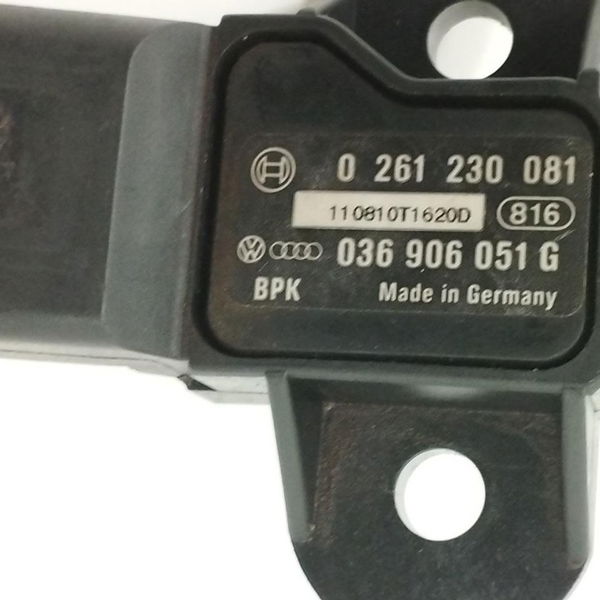 0 261 230 081
110810T1620D 816
036 906 051 G
BPK Made in Germany